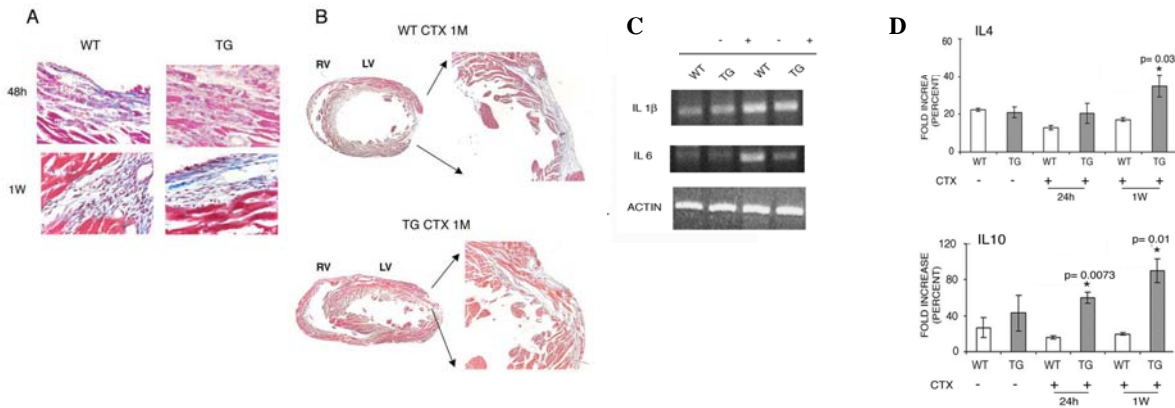 A
WT TG
48h
1W
B
WT CTX 1M
RV LV
TG CTX 1M
RV LV
C
- + - +
WT TG WT TG
IL 1β
IL 6
ACTIN
D
IL4
FOLD INCREA
(PERCENT)
60
40
20
0
p= 0.03
*
WT TG WT TG WT TG
CTX - - + + + +
24h 1W
IL10
FOLD INCREASE
(PERCENT)
120
80
40
0
p= 0.0073
*
p= 0.01
*
WT TG WT TG WT TG
CTX - - + + + +
24h 1W